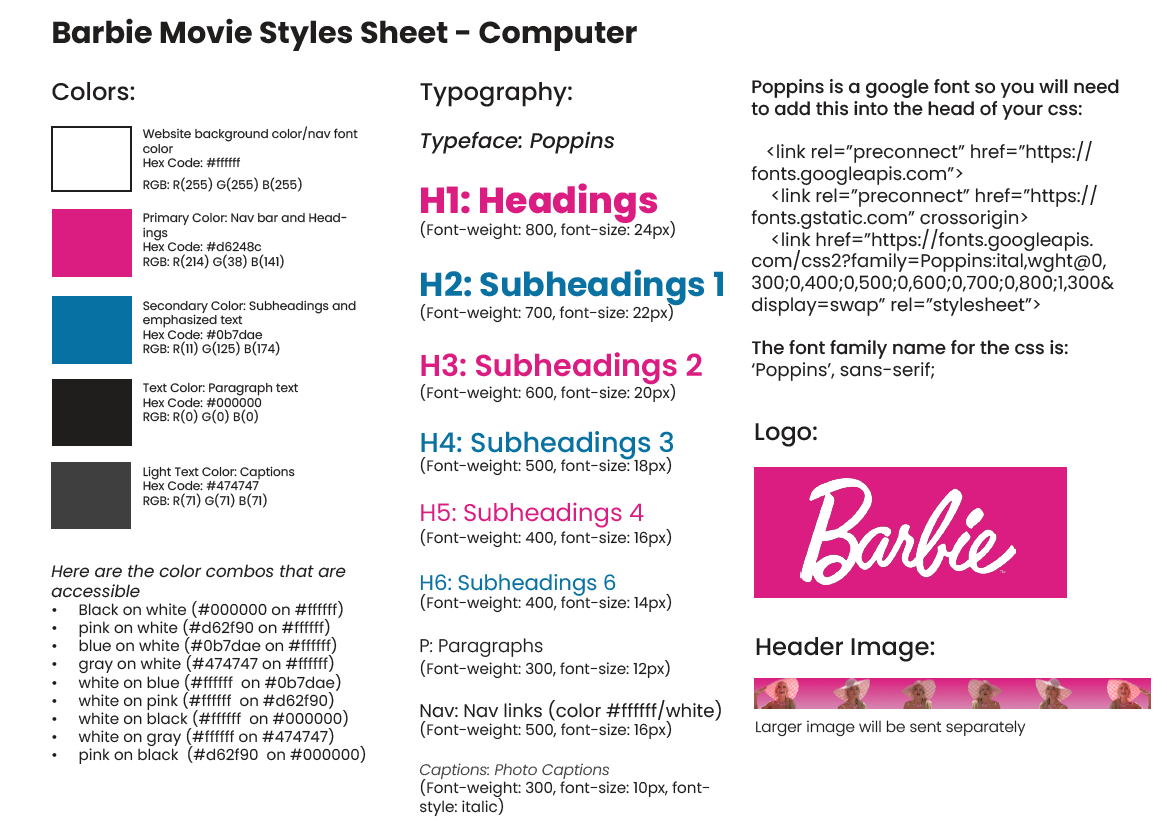 Barbie Movie Styles Sheet - Computer
Colors:
Website background color/nav font
color
Hex Code: #ffffff
RGB: R(255) G(255) B(255)
Primary Color: Nav bar and Head-
ings
Hex Code: #d6248c
RGB: R(214) G(38) B(141)
Secondary Color: Subheadings and
emphasized text
Hex Code: #0b7dae
RGB: R(11) G(125) B(174)
Text Color: Paragraph text
Hex Code: #000000
RGB: R(0) G(0) B(0)
Light Text Color: Captions
Hex Code: #474747
RGB: R(71) G(71) B(71)
Here are the color combos that are
accessible
• Black on white (#000000 on #ffffff)
• pink on white (#d62f90 on #ffffff)
• blue on white (#0b7dae on #ffffff)
• gray on white (#474747 on #ffffff)
• white on blue (#ffffff  on #0b7dae)
• white on pink (#ffffff  on #d62f90)
• white on black (#ffffff  on #000000)
• white on gray (#ffffff on #474747)
• pink on black  (#d62f90  on #000000)
Typography:
Typeface: Poppins
H1: Headings
(Font-weight: 800, font-size: 24px)
H2: Subheadings 1
(Font-weight: 700, font-size: 22px)
H3: Subheadings 2
(Font-weight: 600, font-size: 20px)
H4: Subheadings 3
(Font-weight: 500, font-size: 18px)
H5: Subheadings 4
(Font-weight: 400, font-size: 16px)
H6: Subheadings 6
(Font-weight: 400, font-size: 14px)
P: Paragraphs
(Font-weight: 300, font-size: 12px)
Nav: Nav links (color #ffffff/white)
(Font-weight: 500, font-size: 16px)
Captions: Photo Captions
(Font-weight: 300, font-size: 10px, font-
style: italic)
Poppins is a google font so you will need
to add this into the head of your css:
<link rel=”preconnect” href=”https://
fonts.googleapis.com”>
<link rel=”preconnect” href=”https://
fonts.gstatic.com” crossorigin>
<link href=”https://fonts.googleapis.
com/css2?family=Poppins:ital,wght@0,
300;0,400;0,500;0,600;0,700;0,800;1,300&
display=swap” rel=”stylesheet”>
The font family name for the css is:
‘Poppins’, sans-serif;
Logo:
Barbie
™
Header Image:
Larger image will be sent separately